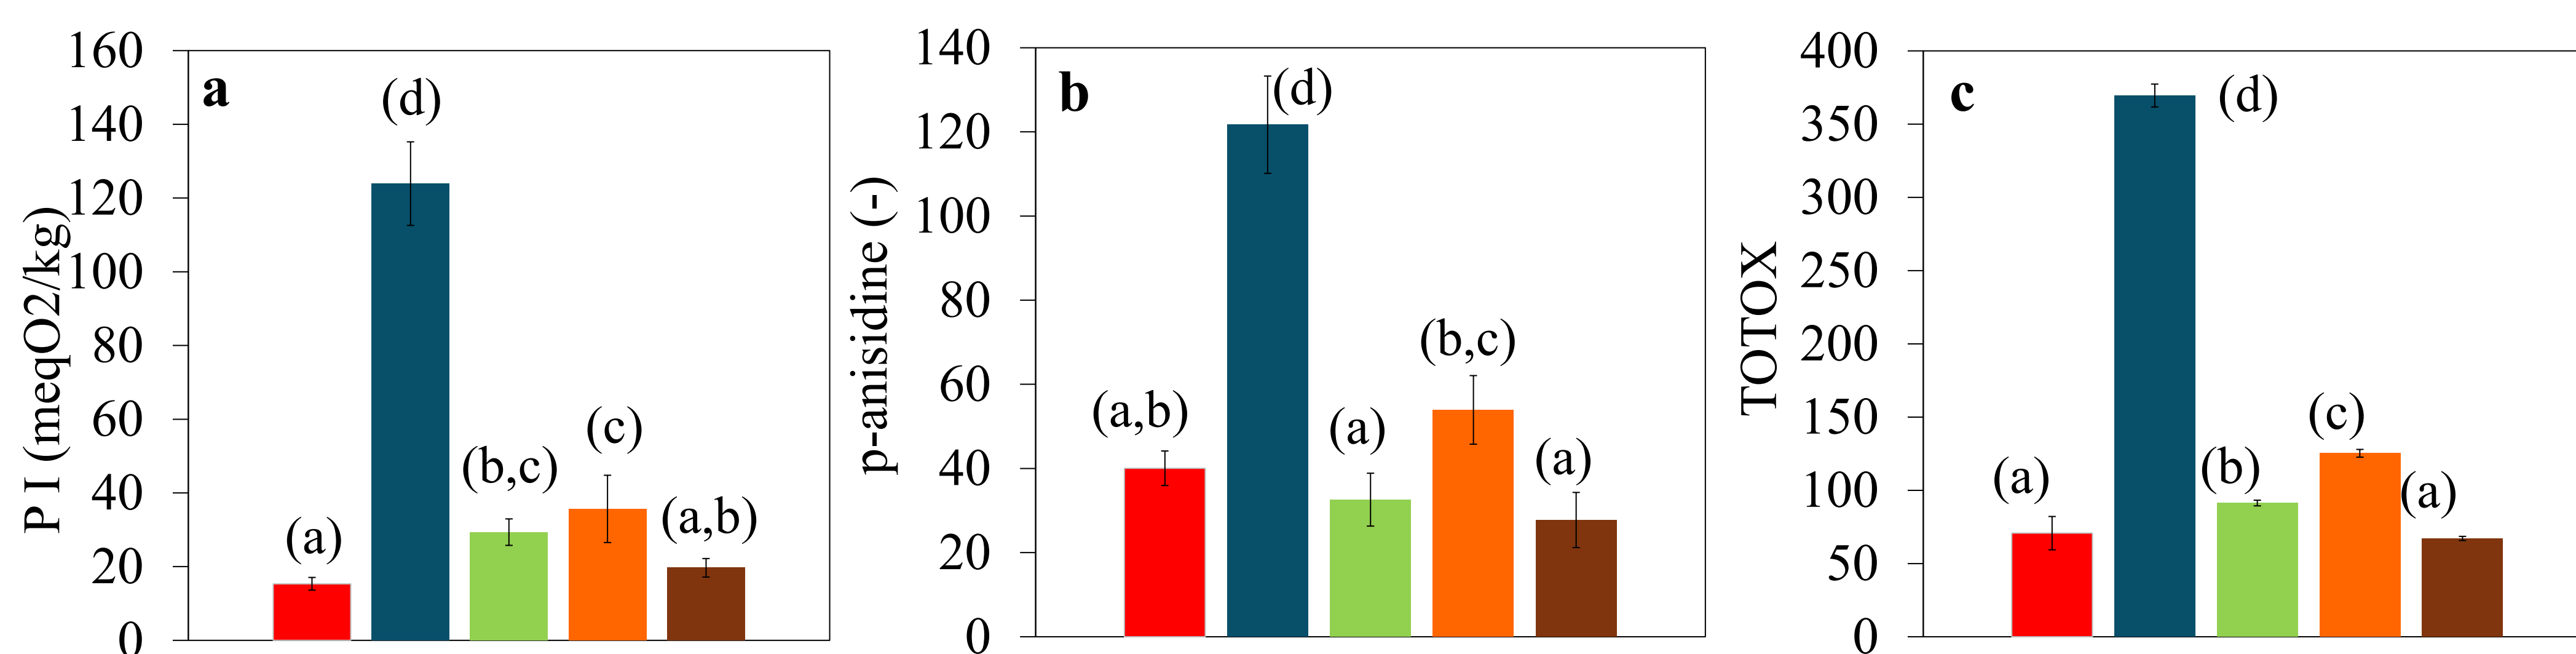 a
P I (meqO2/kg)
160
140
120
100
80
60
40
20
0
(a)
(d)
(b,c)
(c)
(a,b)
b
p-anisidine (-)
140
120
100
80
60
40
20
0
(a,b)
(d)
(a)
(b,c)
(a)
c
TOTOX
400
350
300
250
200
150
100
50
0
(a)
(d)
(b)
(c)
(a)